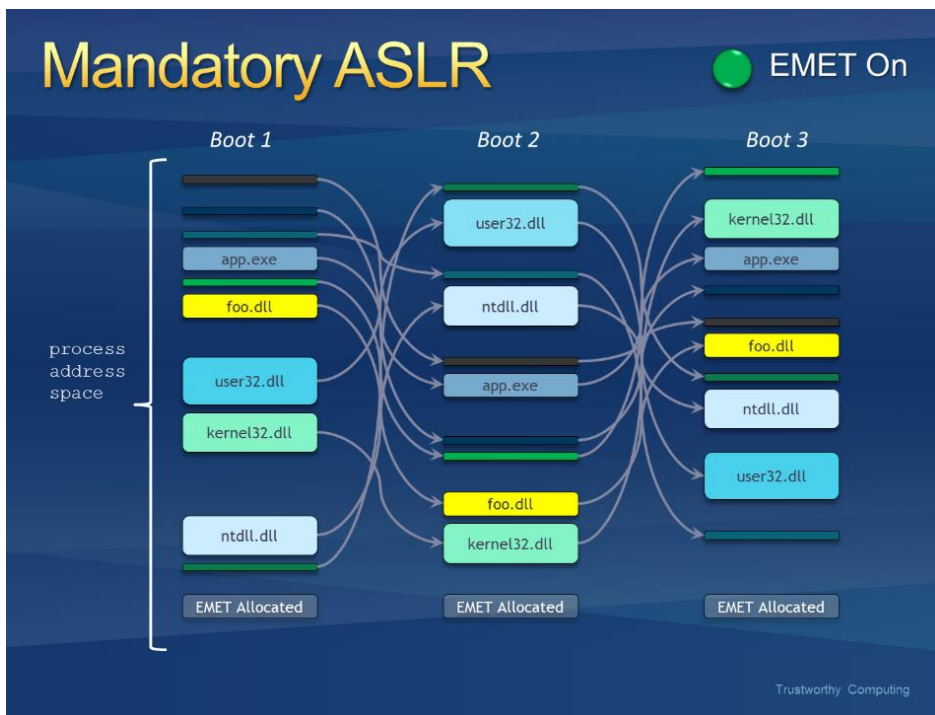 Mandatory ASLR
EMET On
Boot 1
Boot 2
Boot 3
process
address
space
app.exe
foo.dll
user32.dll
kernel32.dll
ntdll.dll
EMET Allocated
user32.dll
ntdll.dll
app.exe
foo.dll
kernel32.dll
EMET Allocated
kernel32.dll
app.exe
foo.dll
ntdll.dll
user32.dll
EMET Allocated
Trustworthy Computing